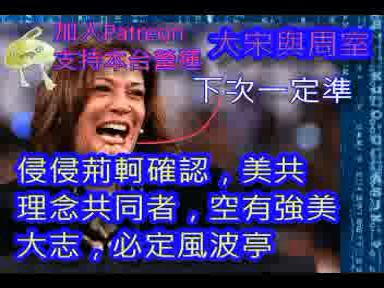 加入Patreon
支持本台營運
大宋與周室
下次一定準
侵侵荊軻確認，美共
理念共同者，空有強美
大志，必定風波亭